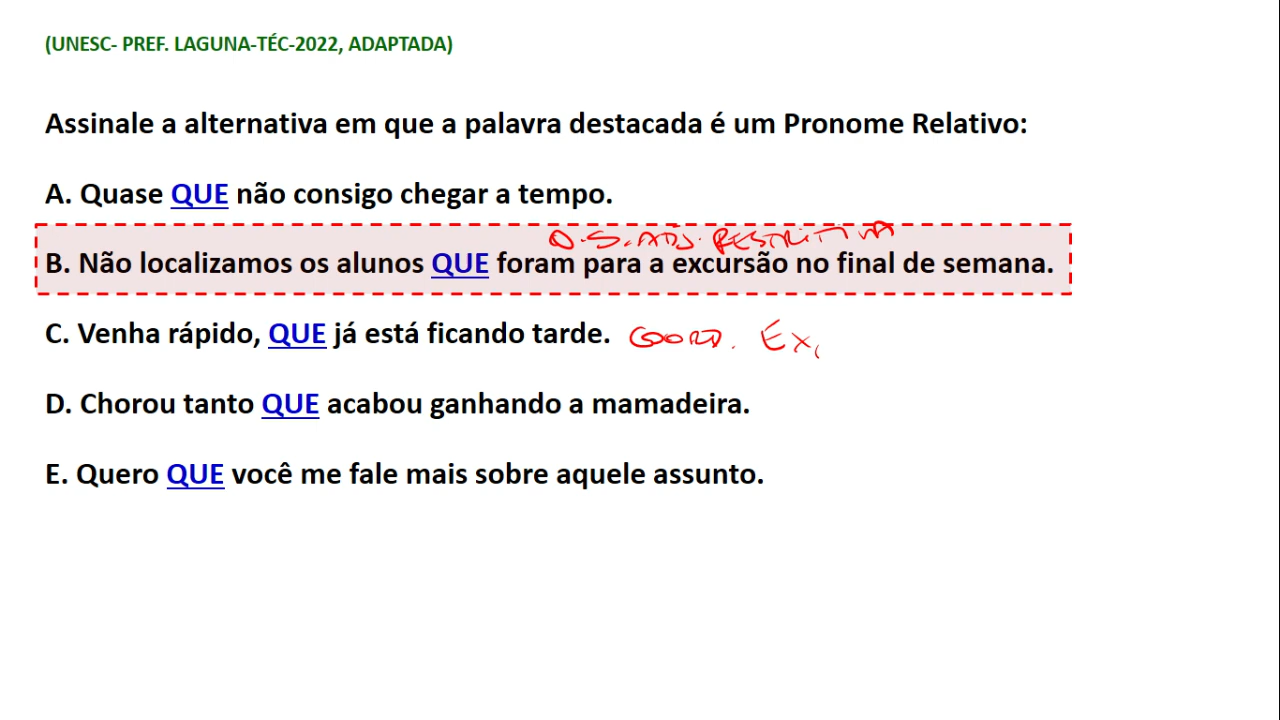 (UNESC- PREF. LAGUNA-TÉC-2022, ADAPTADA)
Assinale a alternativa em que a palavra destacada é um Pronome Relativo:
A. Quase QUE não consigo chegar a tempo.
O.S. ADJ. RESTRITIVA
B. Não localizamos os alunos QUE foram para a excursão no final de semana.
C. Venha rápido, QUE já está ficando tarde. COORD. Ex
D. Chorou tanto QUE acabou ganhando a mamadeira.
E. Quero QUE você me fale mais sobre aquele assunto.